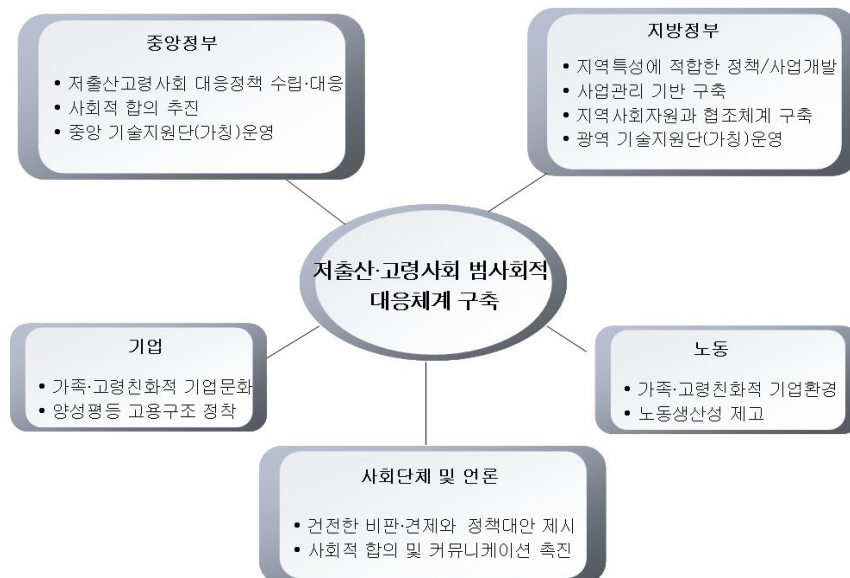 중앙정부
• 저출산고령사회 대응정책 수립·대응
• 사회적 합의 추진
• 중앙 기술지원단(가칭)운영
지방정부
• 지역특성에 적합한 정책/사업개발
• 사업관리 기반 구축
• 지역사회자원과 협조체계 구축
• 광역 기술지원단(가칭)운영
저출산·고령사회 범사회적
대응체계 구축
기업
• 가족·고령친화적 기업문화
• 양성평등 고용구조 정착
노동
• 가족·고령친화적 기업환경
• 노동생산성 제고
사회단체 및 언론
• 건전한 비판·견제와 정책대안 제시
• 사회적 합의 및 커뮤니케이션 촉진